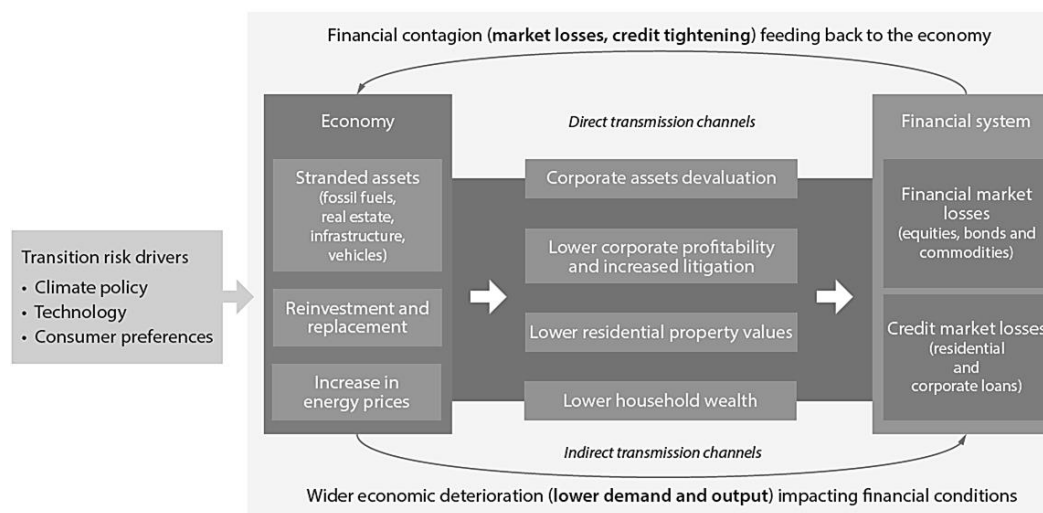 Financial contagion (market losses, credit tightening) feeding back to the economy
Economy
Direct transmission channels
Financial system
Stranded assets
(fossil fuels,
real estate,
infrastructure,
vehicles)
Corporate assets devaluation
Financial market
losses
(equities, bonds and
commodities)
Transition risk drivers
• Climate policy
• Technology
• Consumer preferences
Lower corporate profitability
and increased litigation
Reinvestment and
replacement
Lower residential property values
Credit market losses
(residential
and
corporate loans)
Increase in
energy prices
Lower household wealth
Indirect transmission channels
Wider economic deterioration (lower demand and output) impacting financial conditions